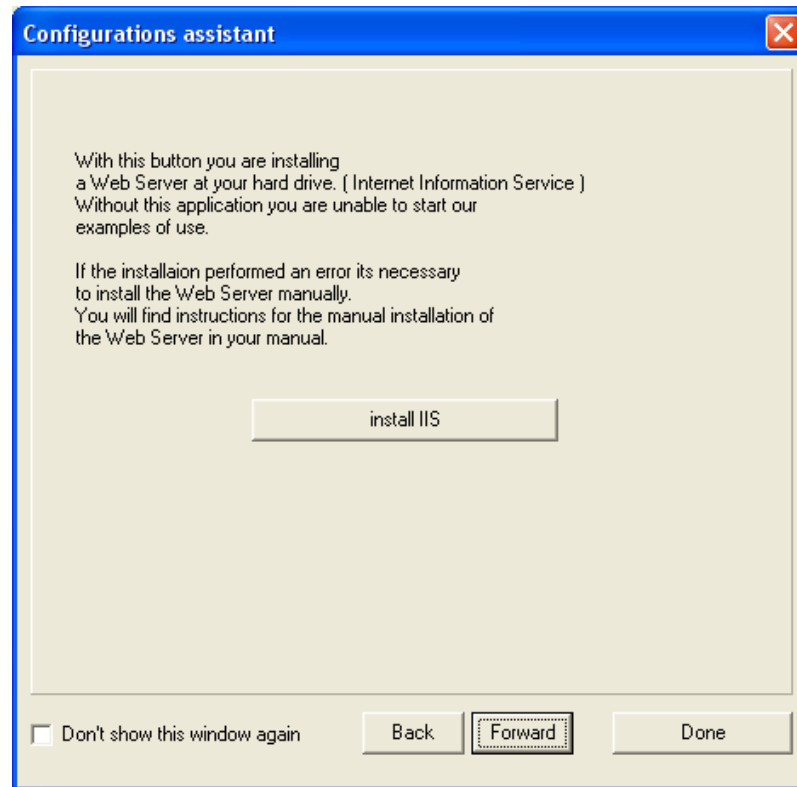 Configurations assistant
With this button you are installing
a Web Server at your hard drive. ( Internet Information Service )
Without this application you are unable to start our
examples of use.
If the installaion performed an error its necessary
to install the Web Server manually.
You will find instructions for the manual installation of
the Web Server in your manual.
install IIS
Don't show this window again Back Forward Done